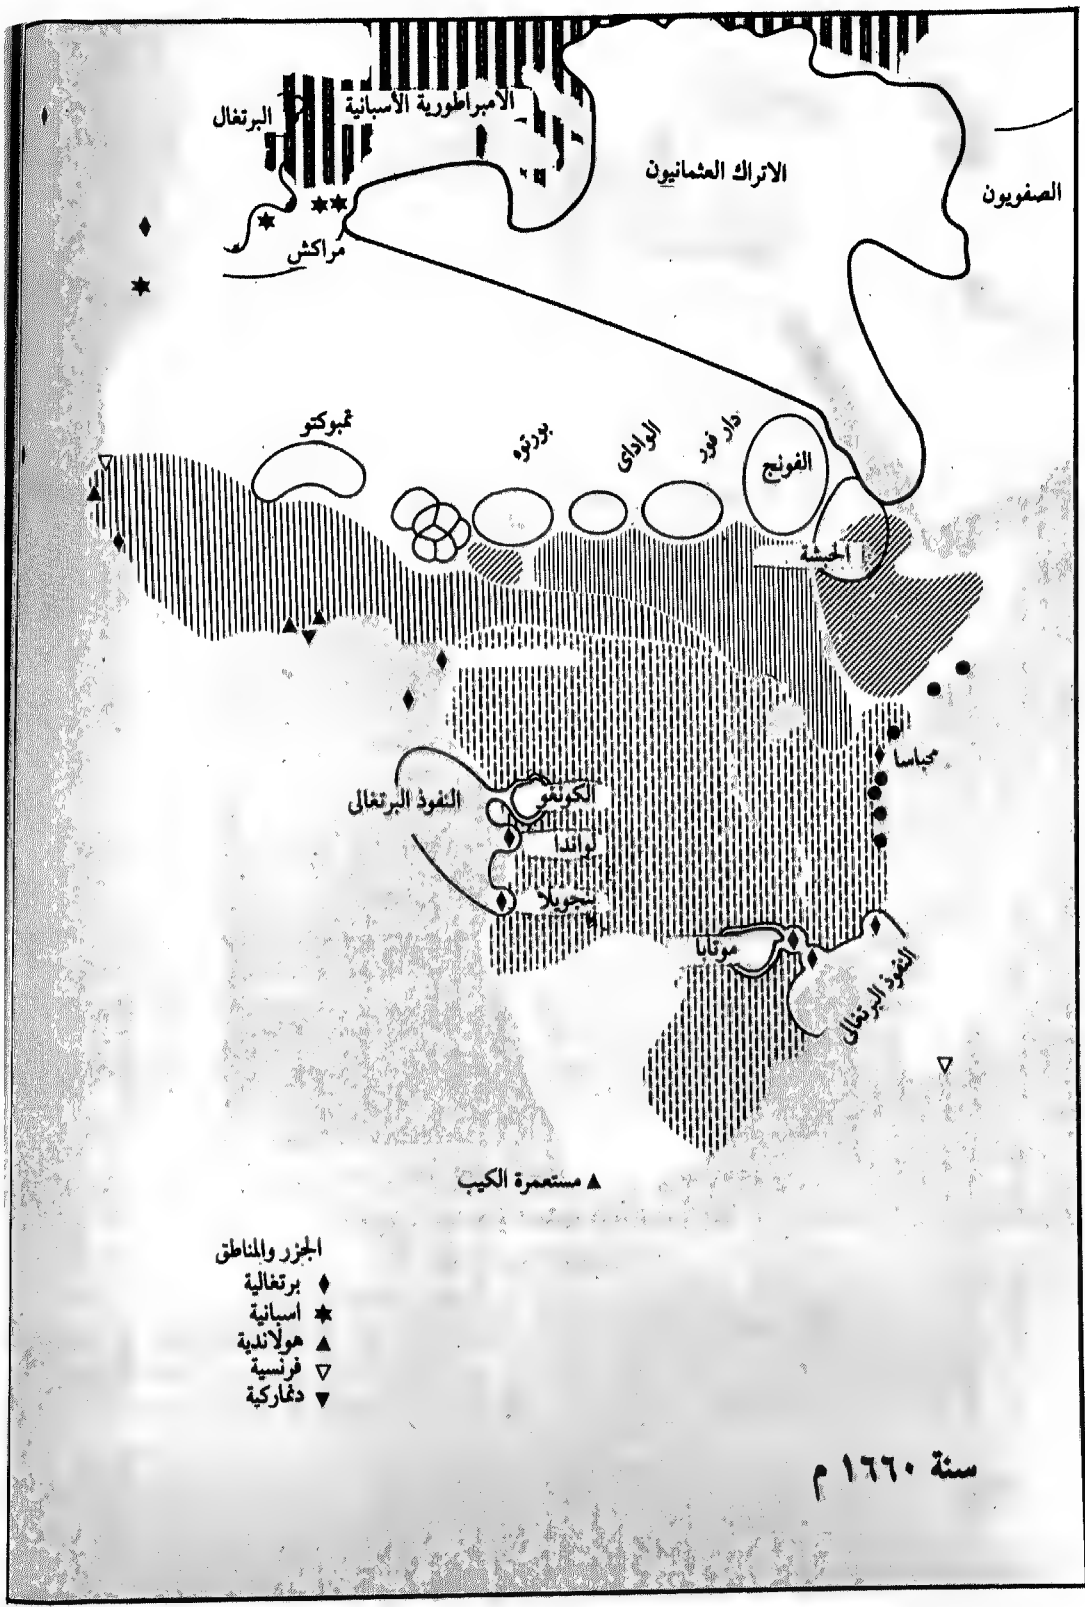 الامبراطورية الأسبانية
البرتغال
الاتراك العثمانيون
الصفويون
مراكش
تمبوكتو
بورنوه
الواداى
دار فور
الفونج
الحبشة
ممباسا
الكونغو
النفوذ البرتغالى
لواندا
بنجويلا
موتابا
النفوذ البرتغالى
مستعمرة الكيب
الجزر والمناطق
برتغالية
اسبانية
هولاندية
فرنسية
دنماركية
سنة ١٦٦٠ م